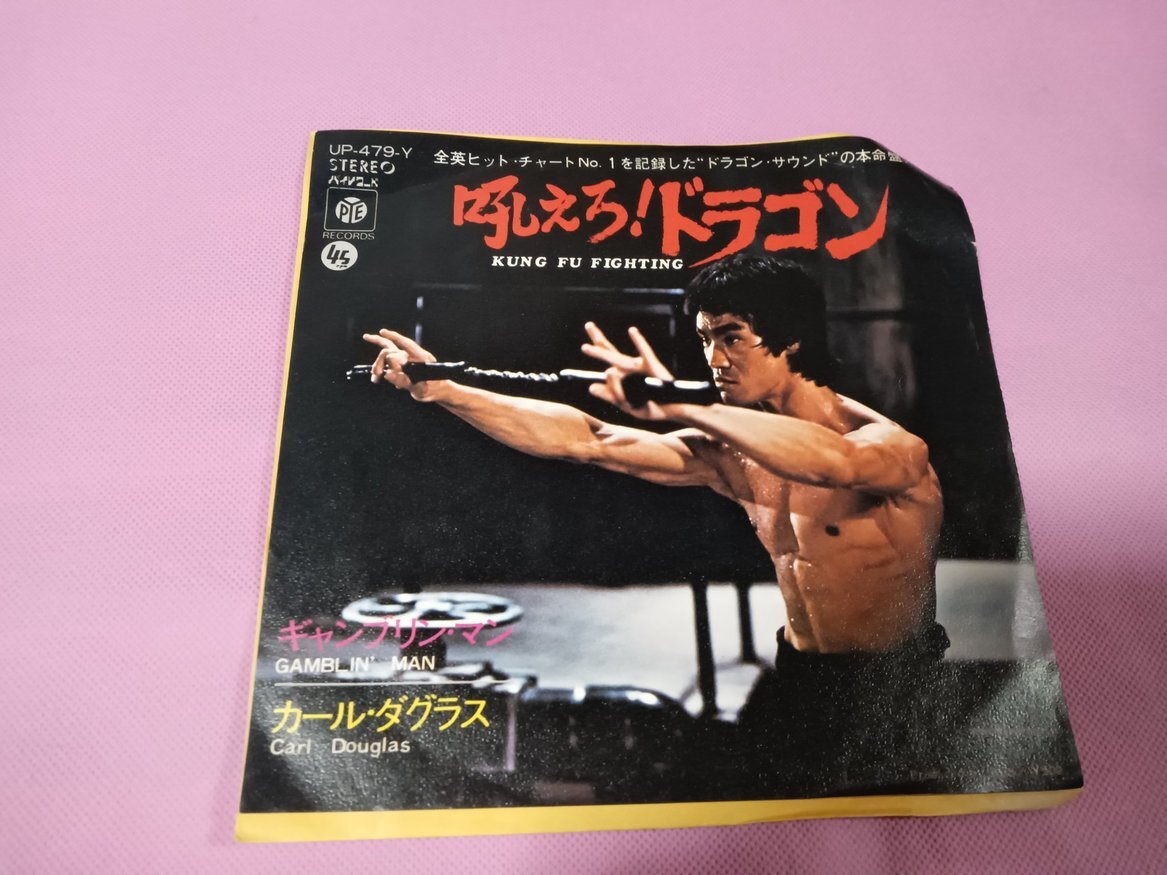 UP-479-Y
STEREO
パイレコード
PYE
RECORDS
45
rpm
全英ヒット・チャートNo.1を記録した“ドラゴン・サウンド”の本命盤
吼えろ!ドラゴン
KUNG FU FIGHTING
ギャンブリン・マン
GAMBLIN' MAN
カール・ダグラス
Carl Douglas